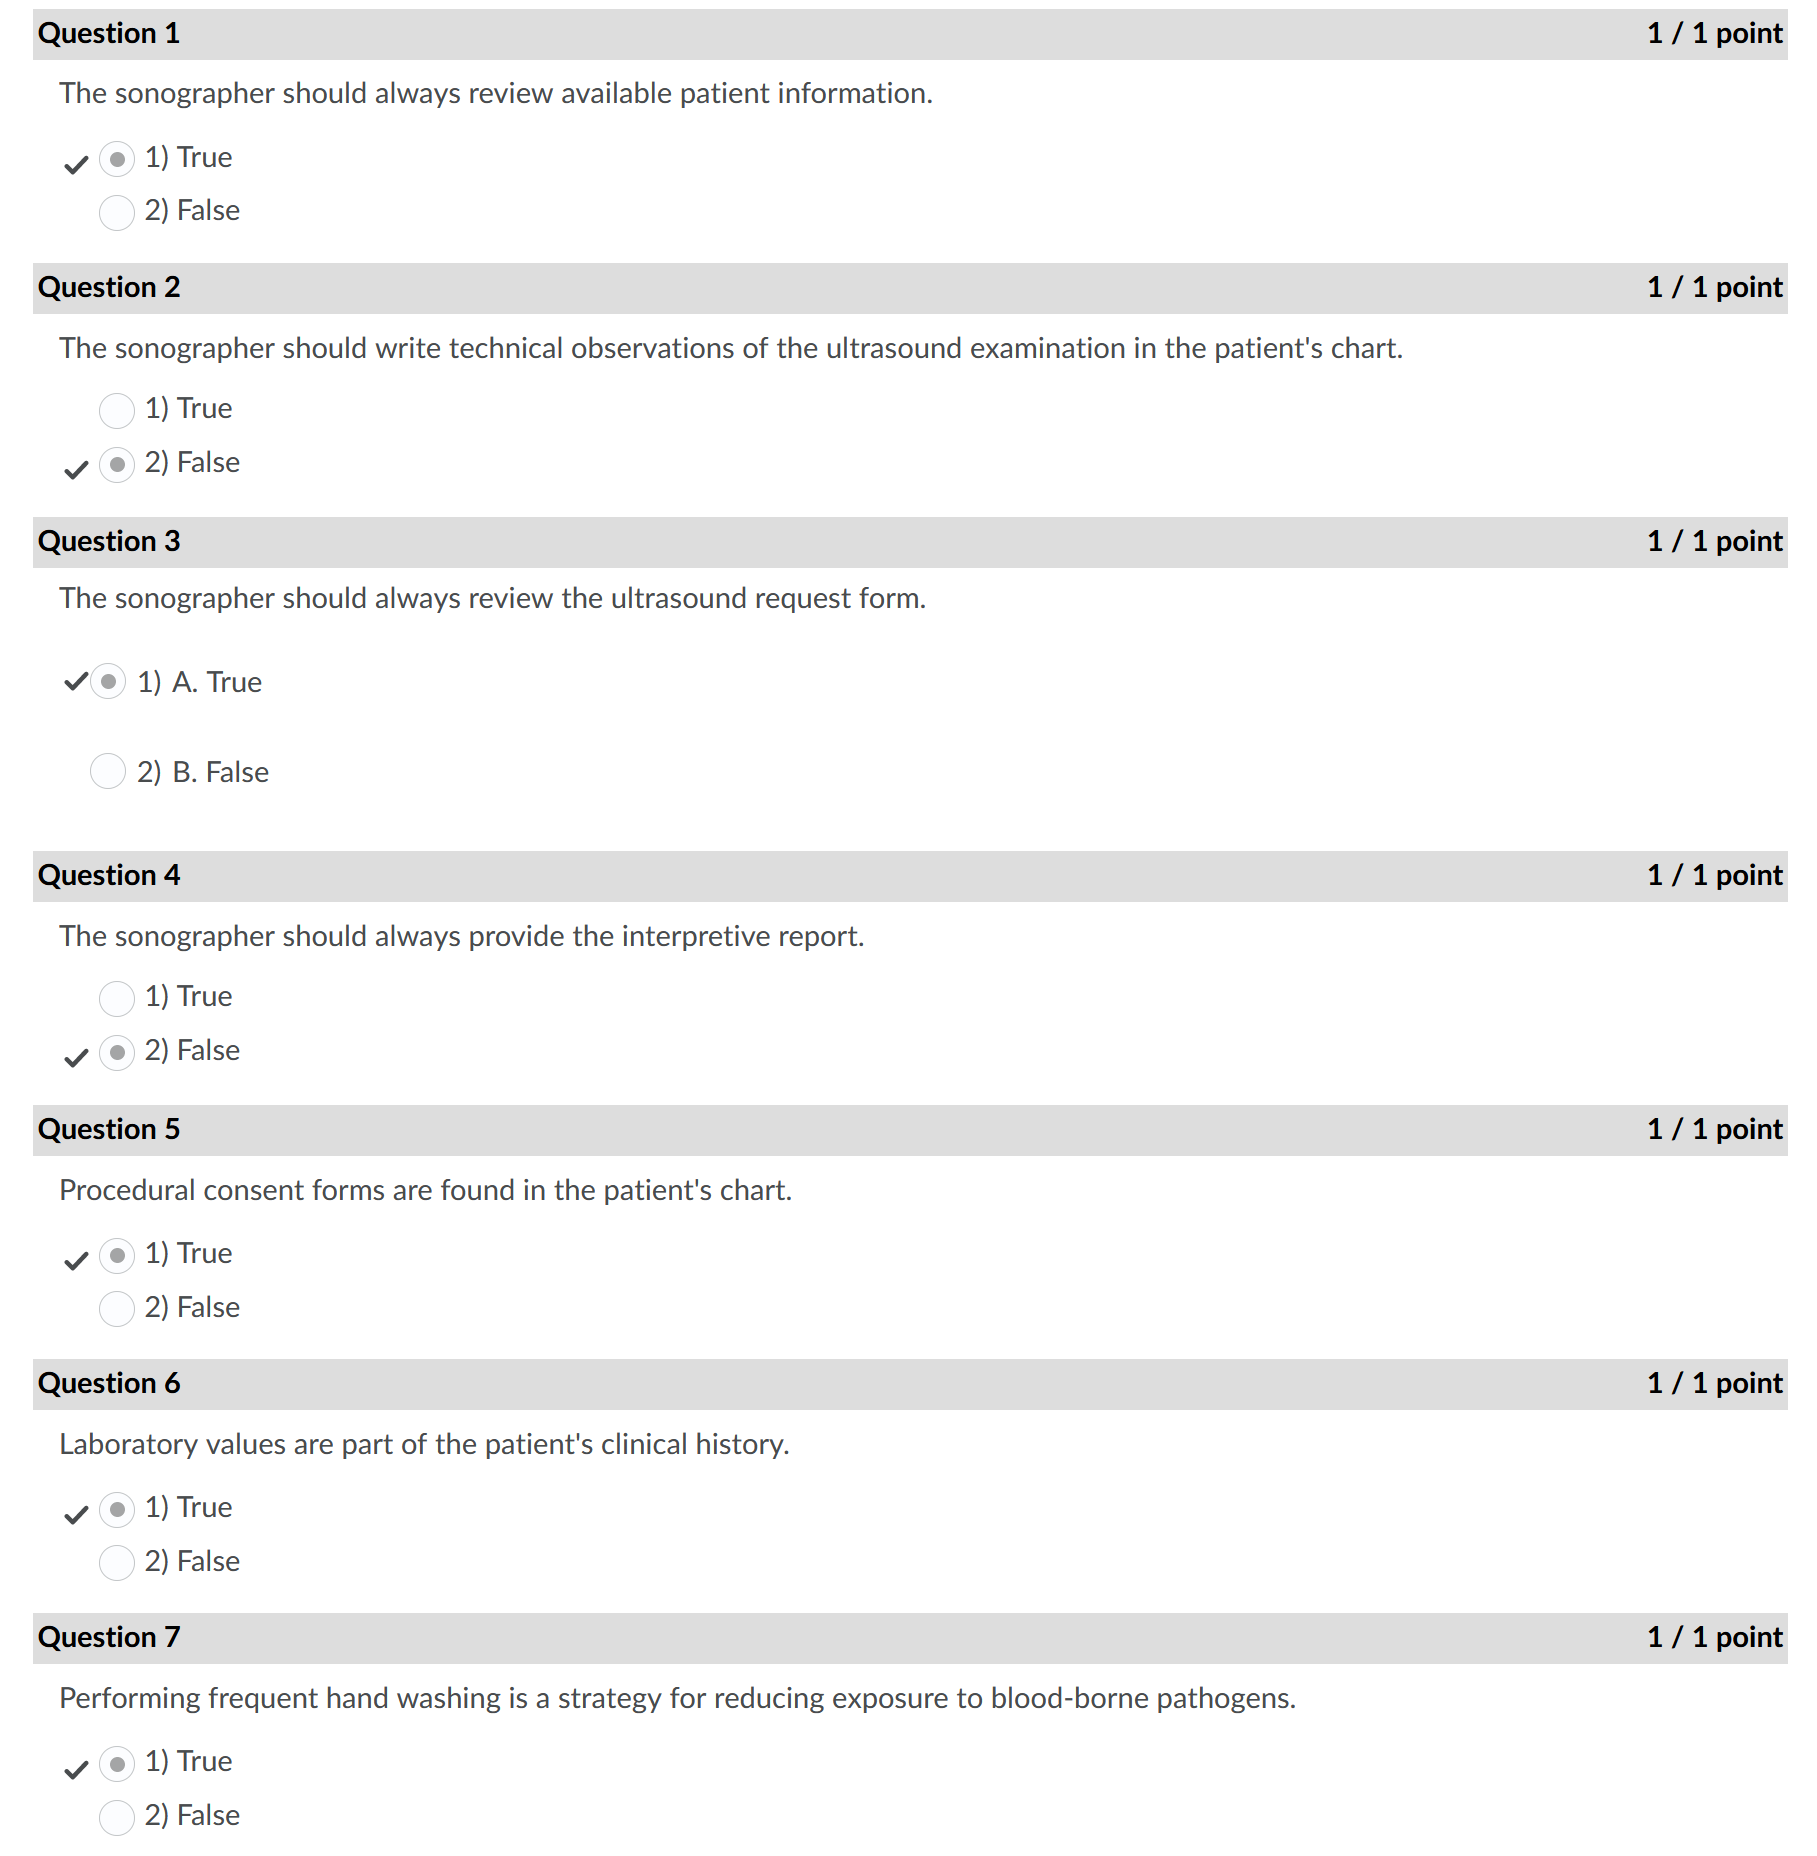 Question 1 1 / 1 point
The sonographer should always review available patient information.
1) True
2) False
Question 2 1 / 1 point
The sonographer should write technical observations of the ultrasound examination in the patient's chart.
1) True
2) False
Question 3 1 / 1 point
The sonographer should always review the ultrasound request form.
1) A. True
2) B. False
Question 4 1 / 1 point
The sonographer should always provide the interpretive report.
1) True
2) False
Question 5 1 / 1 point
Procedural consent forms are found in the patient's chart.
1) True
2) False
Question 6 1 / 1 point
Laboratory values are part of the patient's clinical history.
1) True
2) False
Question 7 1 / 1 point
Performing frequent hand washing is a strategy for reducing exposure to blood-borne pathogens.
1) True
2) False